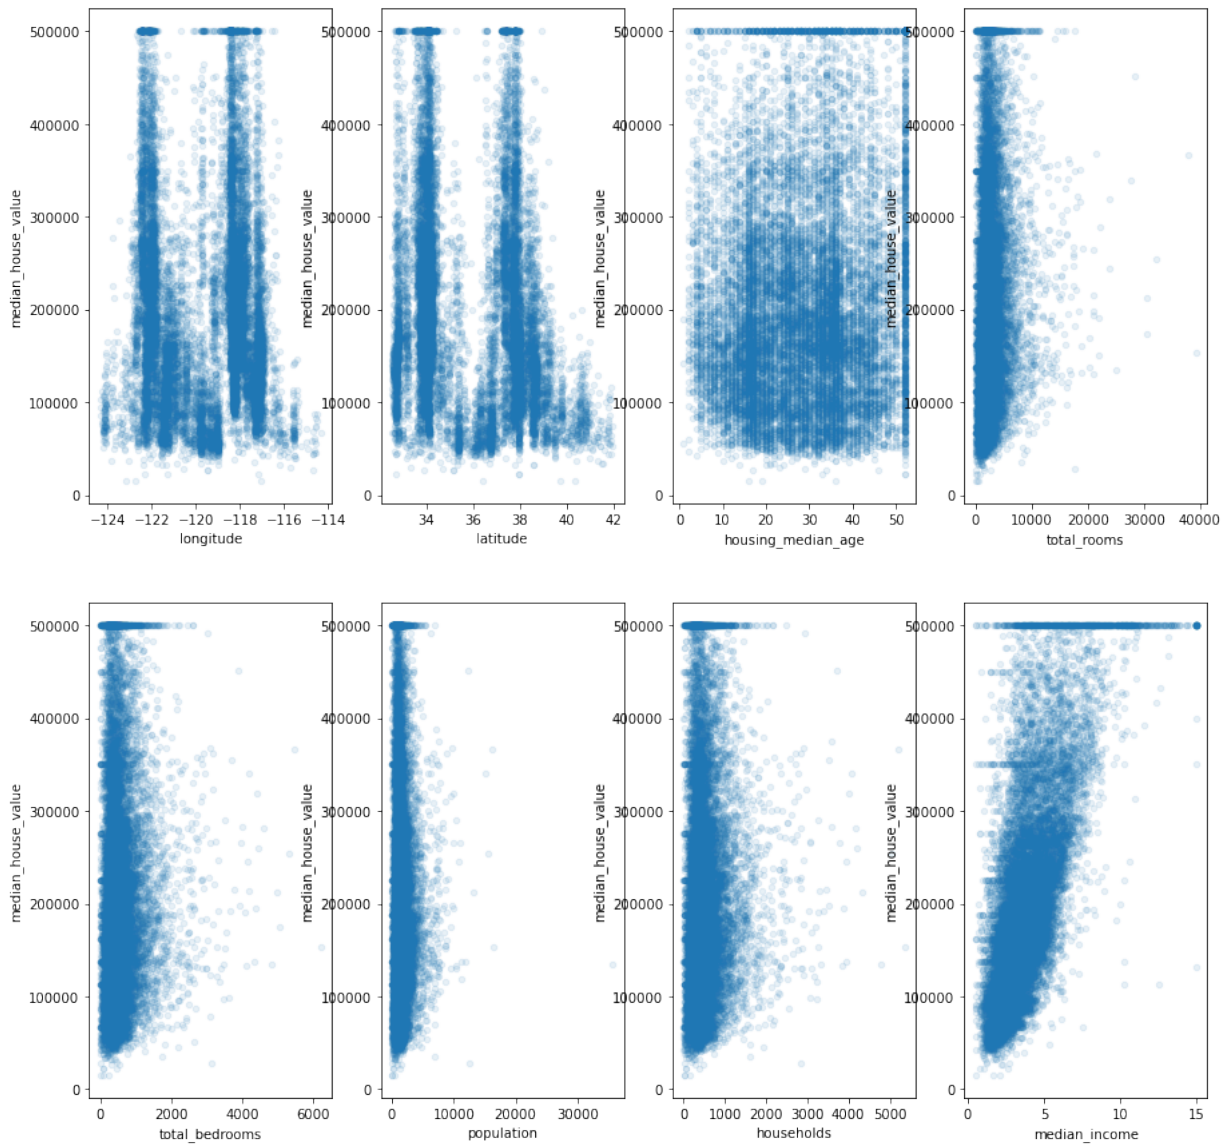 500000
400000
300000
200000
100000
0
median_house_value
−124 −122 −120 −118 −116 −114
longitude
500000
400000
300000
200000
100000
0
median_house_value
34 36 38 40 42
latitude
500000
400000
300000
200000
100000
0
median_house_value
0 10 20 30 40 50
housing_median_age
500000
400000
300000
200000
100000
0
median_house_value
0 10000 20000 30000 40000
total_rooms
500000
400000
300000
200000
100000
0
median_house_value
0 2000 4000 6000
total_bedrooms
500000
400000
300000
200000
100000
0
median_house_value
0 10000 20000 30000
population
500000
400000
300000
200000
100000
0
median_house_value
0 1000 2000 3000 4000 5000
households
500000
400000
300000
200000
100000
0
median_house_value
0 5 10 15
median_income